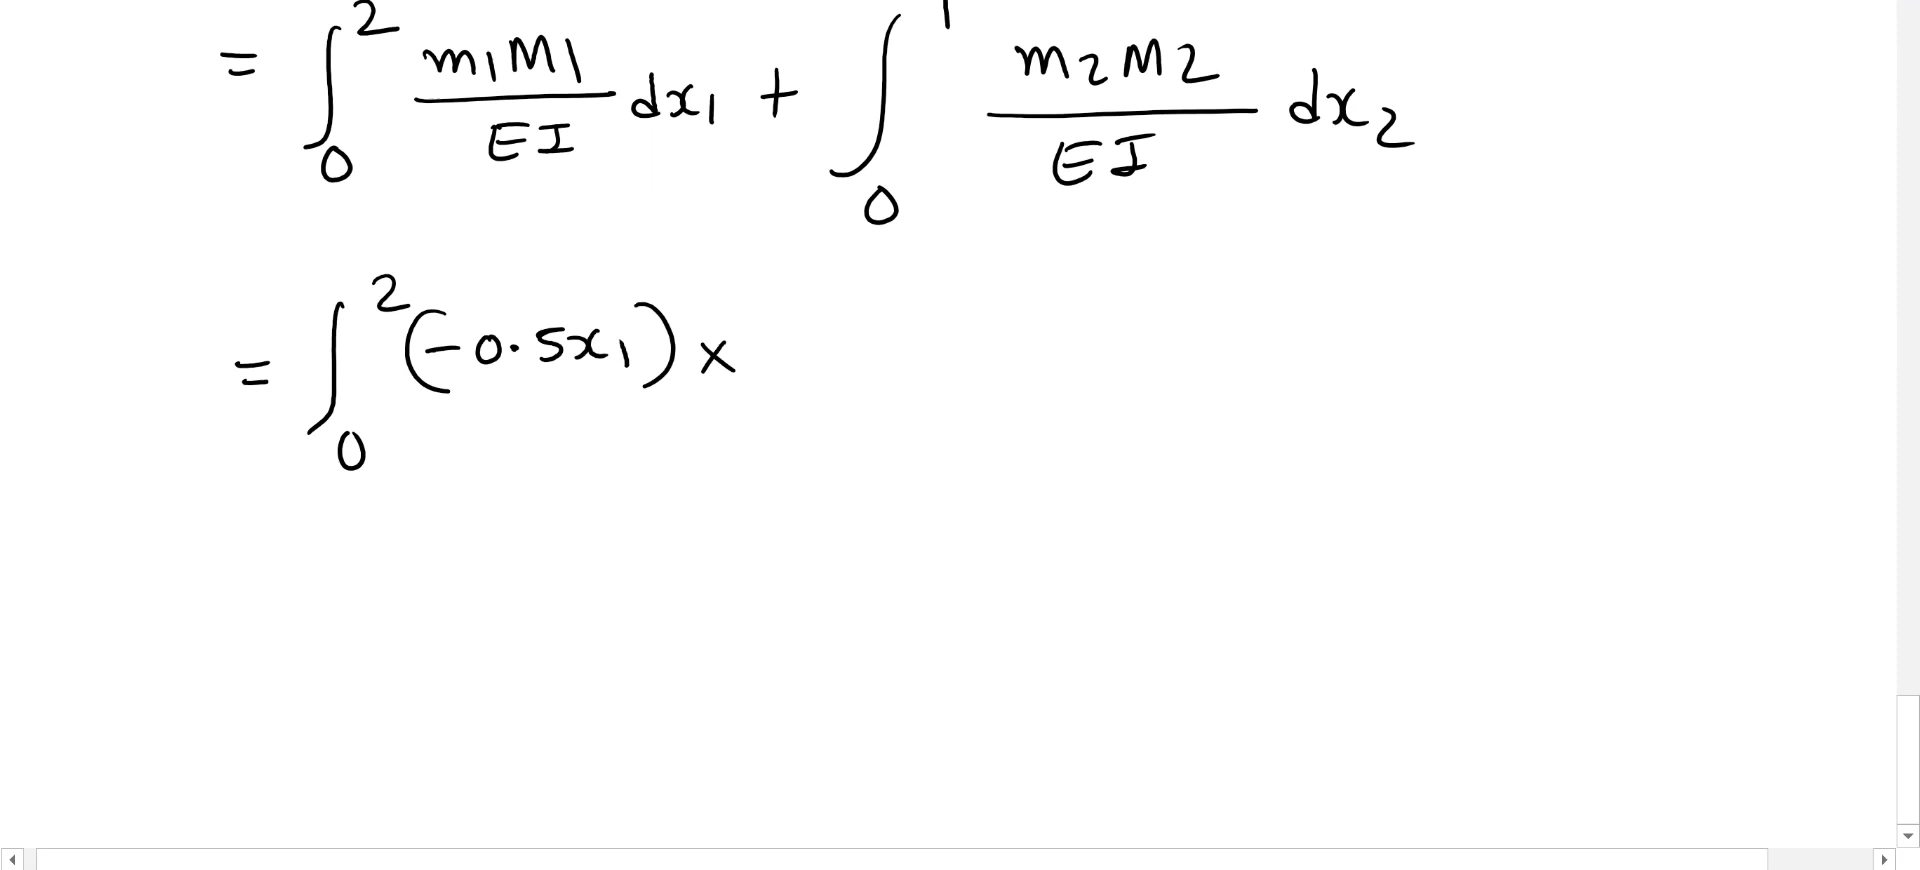 = ∫₀² m₁M₁/EI dx₁ + ∫₀¹ m₂M₂/EI dx₂
= ∫₀² (-0.5x₁) ×